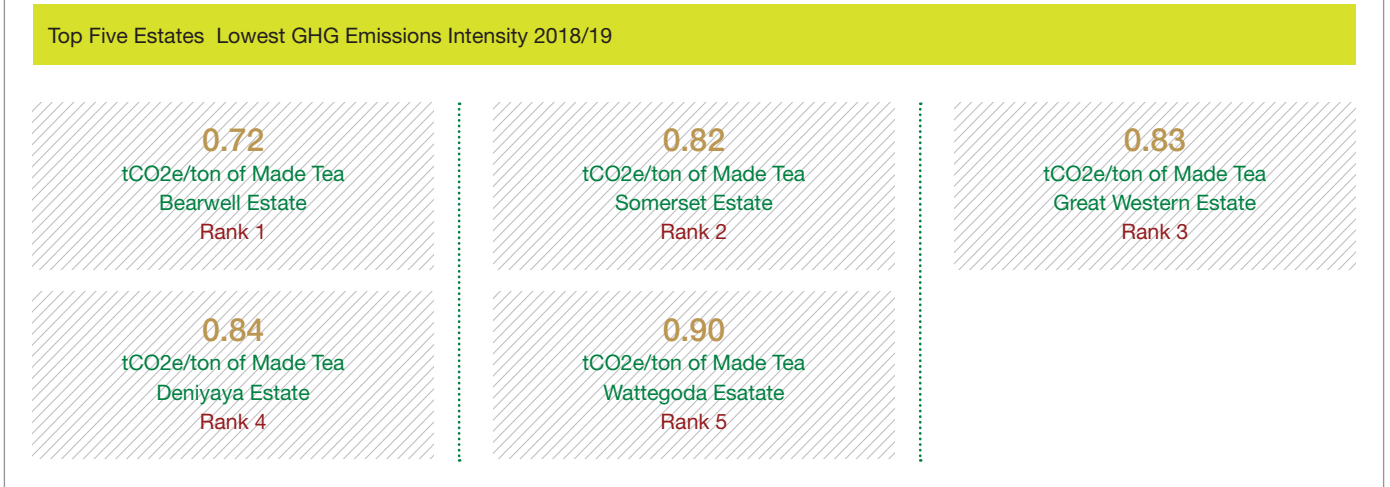 Top Five Estates  Lowest GHG Emissions Intensity 2018/19
0.72
tCO2e/ton of Made Tea
Bearwell Estate
Rank 1
0.82
tCO2e/ton of Made Tea
Somerset Estate
Rank 2
0.83
tCO2e/ton of Made Tea
Great Western Estate
Rank 3
0.84
tCO2e/ton of Made Tea
Deniyaya Estate
Rank 4
0.90
tCO2e/ton of Made Tea
Wattegoda Esatate
Rank 5